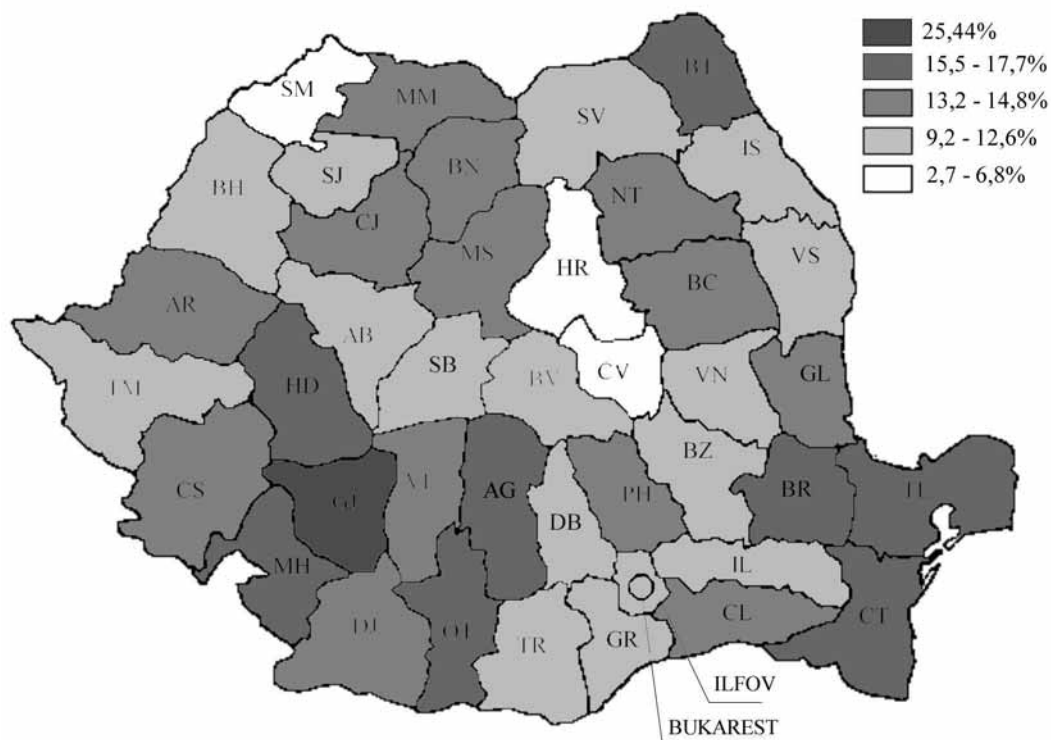 25,44%
15,5 - 17,7%
13,2 - 14,8%
9,2 - 12,6%
2,7 - 6,8%
BT
SM
MM
SV
IS
BH
SJ
BN
NT
CJ
MS
HR
BC
VS
AR
AB
SB
BV
CV
VN
GL
TM
HD
CS
GJ
VL
AG
DB
PH
BZ
BR
TL
MH
IL
DJ
OT
TR
GR
CL
CT
ILFOV
BUKAREST